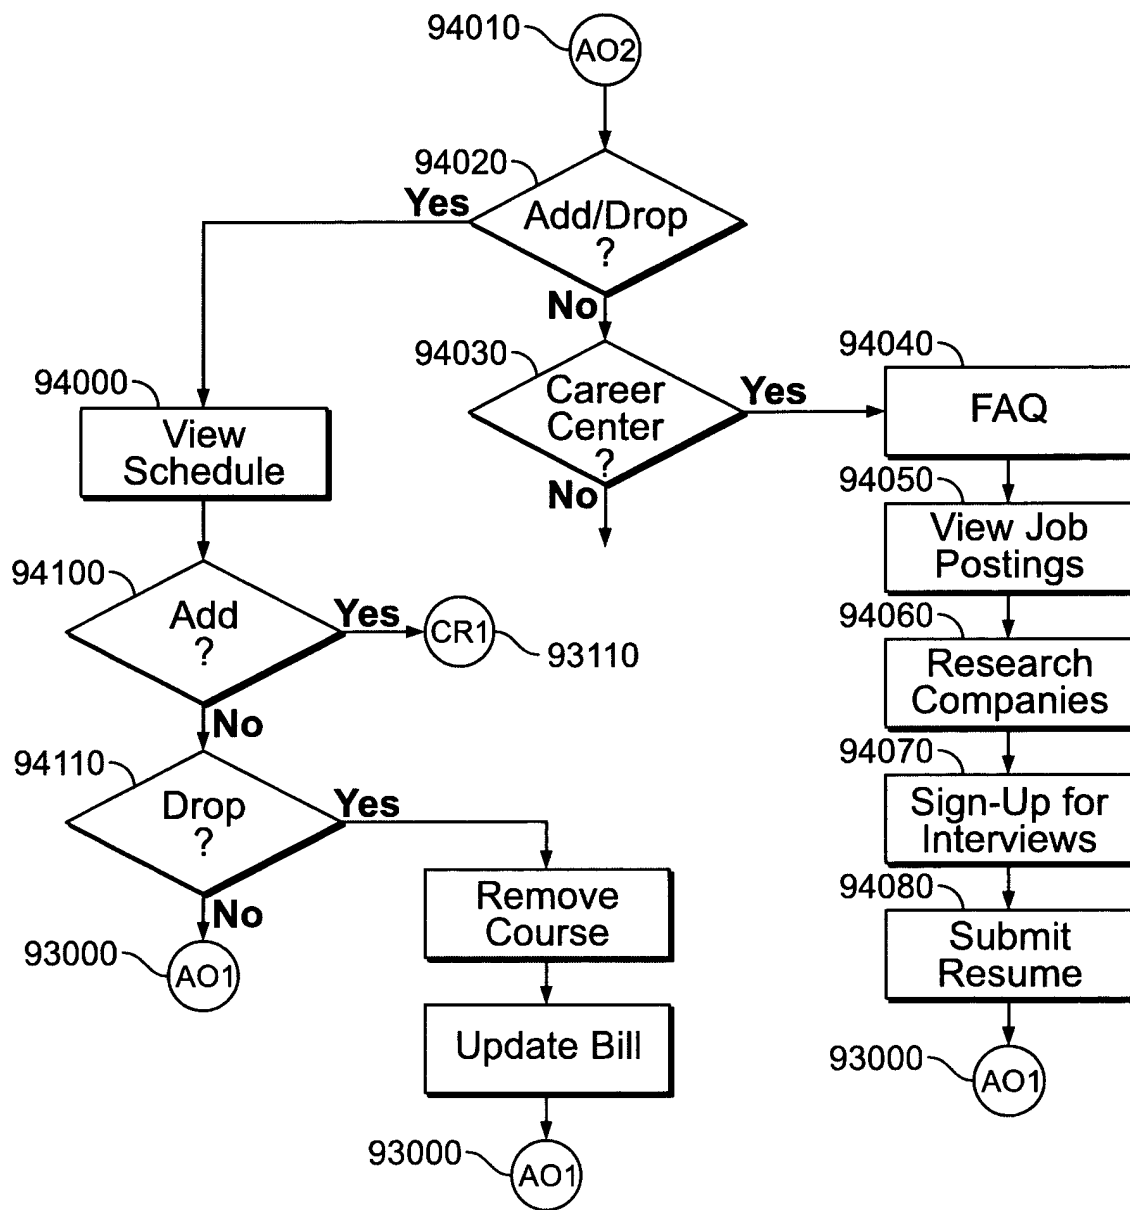 94010
AO2
94020
Yes
Add/Drop
?
No
94030
Career
Center
?
Yes
No
94040
FAQ
94000
View
Schedule
94050
View Job
Postings
94100
Add
?
Yes
CR1
93110
No
94060
Research
Companies
94110
Drop
?
Yes
No
94070
Sign-Up for
Interviews
93000
AO1
Remove
Course
94080
Submit
Resume
Update Bill
93000
AO1
93000
AO1